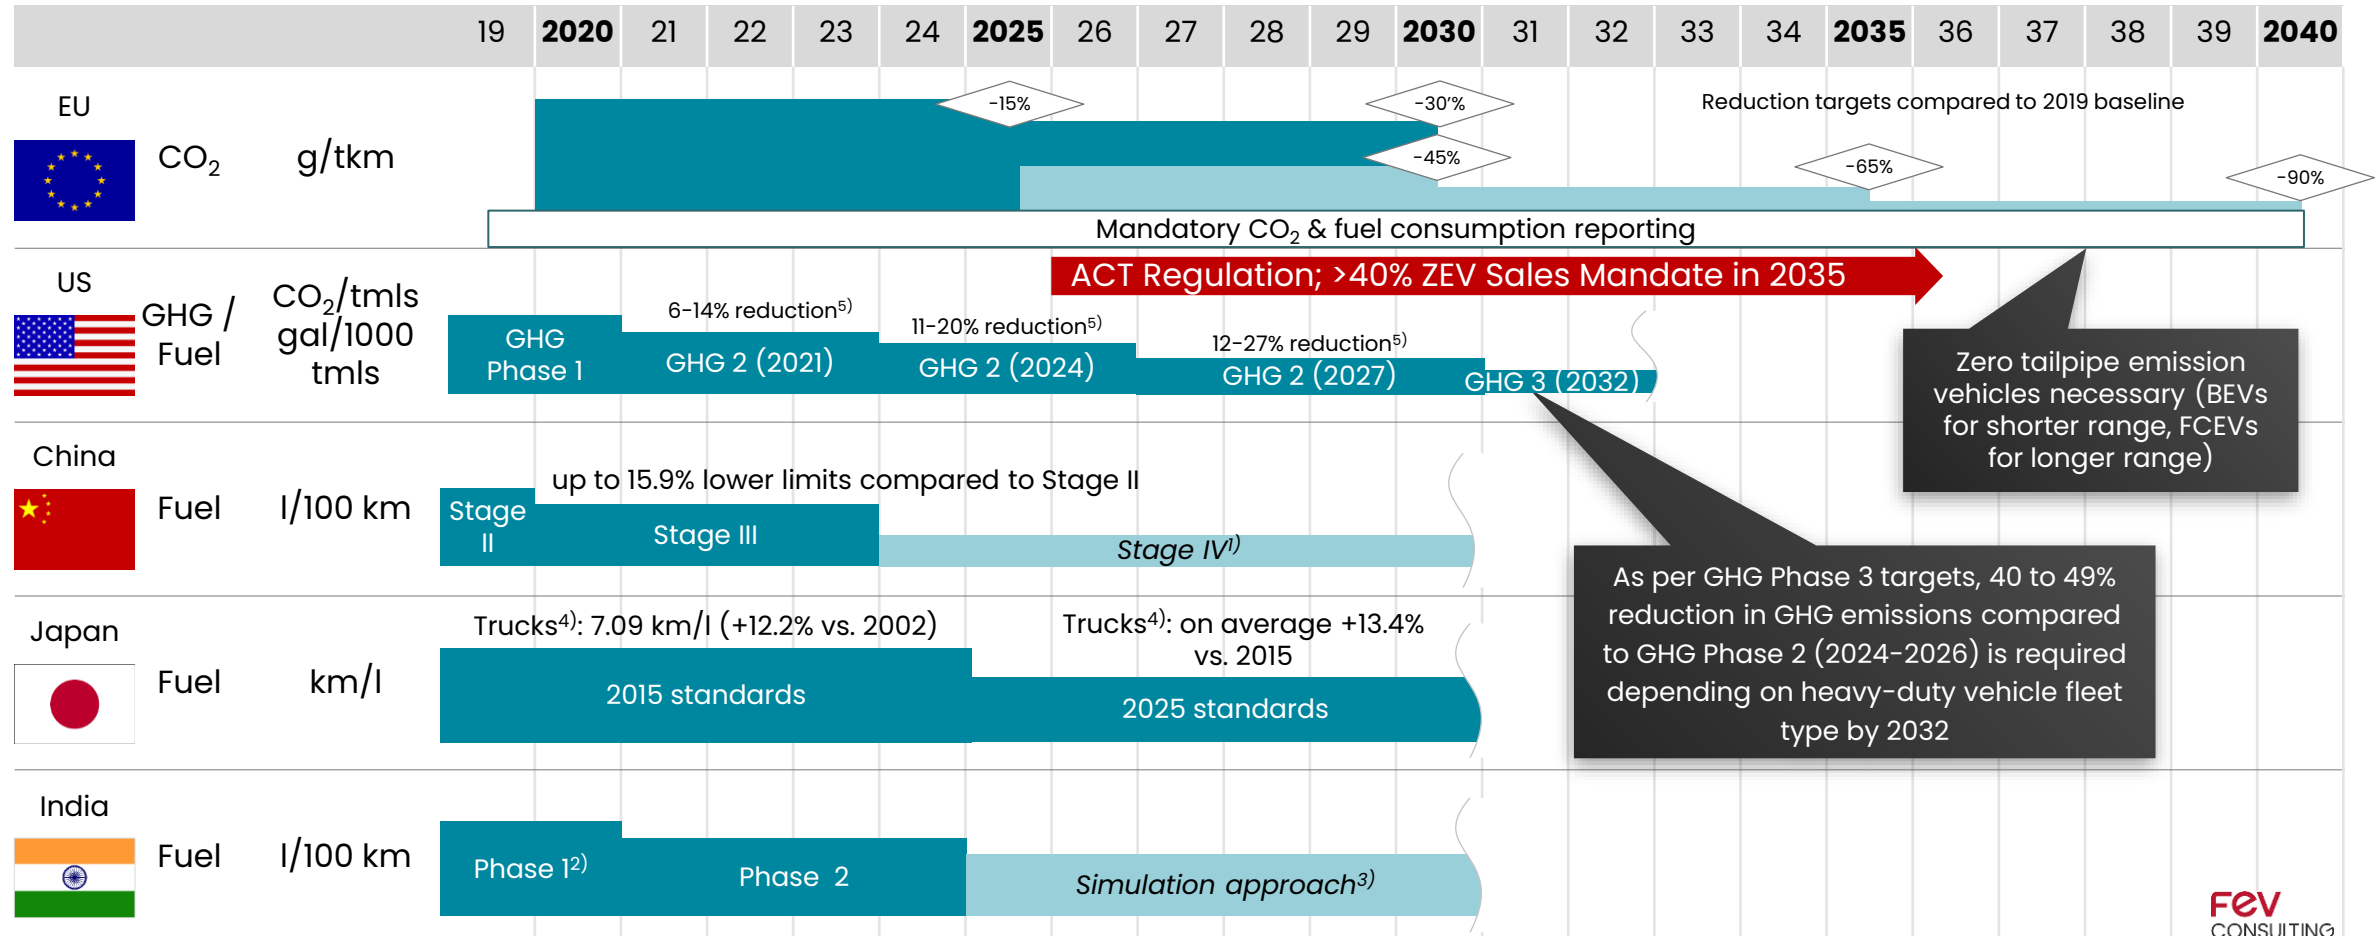 19 2020 21 22 23 24 2025 26 27 28 29 2030 31 32 33 34 2035 36 37 38 39 2040
EU
CO₂
g/tkm
-15%
-30'%
-45%
Reduction targets compared to 2019 baseline
-65%
-90%
Mandatory CO₂ & fuel consumption reporting
US
GHG /
Fuel
CO₂/tmls
gal/1000
tmls
ACT Regulation; >40% ZEV Sales Mandate in 2035
GHG
Phase 1
6-14% reduction⁵⁾
GHG 2 (2021)
11-20% reduction⁵⁾
GHG 2 (2024)
12-27% reduction⁵⁾
GHG 2 (2027)
GHG 3 (2032)
Zero tailpipe emission
vehicles necessary (BEVs
for shorter range, FCEVs
for longer range)
China
Fuel
l/100 km
Stage
II
up to 15.9% lower limits compared to Stage II
Stage III
Stage IV¹⁾
As per GHG Phase 3 targets, 40 to 49%
reduction in GHG emissions compared
to GHG Phase 2 (2024-2026) is required
depending on heavy-duty vehicle fleet
type by 2032
Japan
Fuel
km/l
Trucks⁴⁾: 7.09 km/l (+12.2% vs. 2002)
2015 standards
Trucks⁴⁾: on average +13.4%
vs. 2015
2025 standards
India
Fuel
l/100 km
Phase 1²⁾
Phase 2
Simulation approach³⁾
FEV
CONSULTING